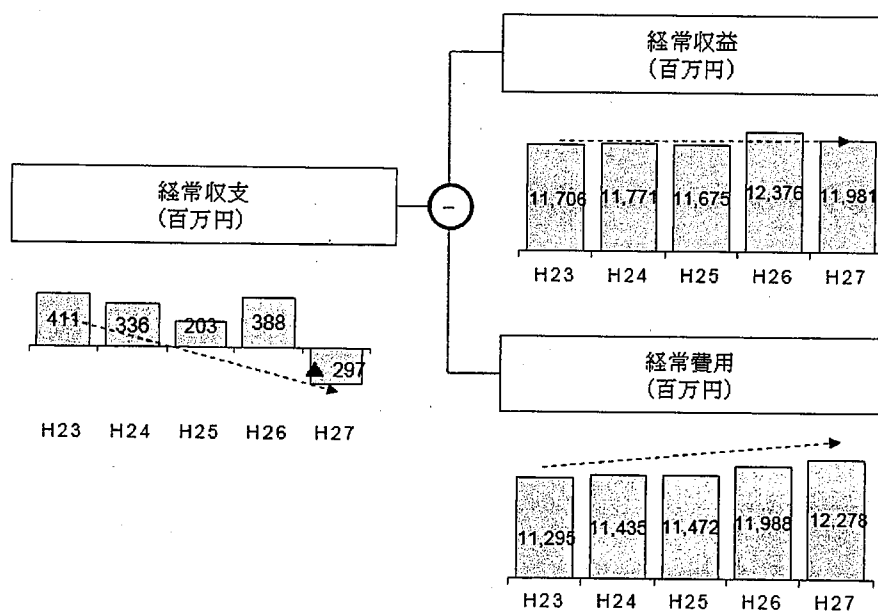 経常収益
(百万円)
11,706 11,771 11,675 12,376 11,981
H23 H24 H25 H26 H27
経常収支
(百万円)
−
411 336 203 388 ▲ 297
H23 H24 H25 H26 H27
経常費用
(百万円)
11,295 11,435 11,472 11,988 12,278
H23 H24 H25 H26 H27